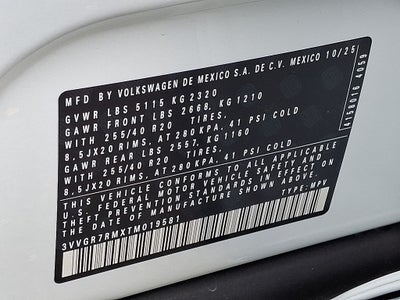 MFD BY VOLKSWAGEN DE MEXICO S.A. DE C.V. MEXICO 10/25
GVWR LBS 5115 KG 2320
GAWR FRONT LBS 2668, KG 1210
WITH 255/40 R20 TIRES,
8.5JX20 RIMS, AT 280 KPA, 41 PSI COLD
GAWR REAR LBS 2557, KG 1160
WITH 255/40 R20 TIRES,
8.5JX20 RIMS, AT 280 KPA, 41 PSI COLD
THIS VEHICLE CONFORMS TO ALL APPLICABLE
U.S. FEDERAL MOTOR VEHICLE SAFETY AND
THEFT PREVENTION STANDARDS IN EFFECT ON THE
DATE OF MANUFACTURE SHOWN ABOVE.
3VVGR7RMXTM019581 TYPE: MPV